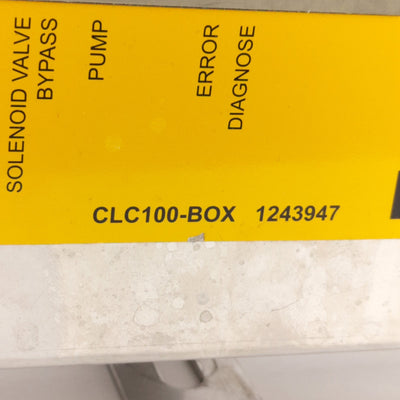 SOLENOID VALVE
BYPASS
PUMP
ERROR
DIAGNOSE
CLC100-BOX 1243947